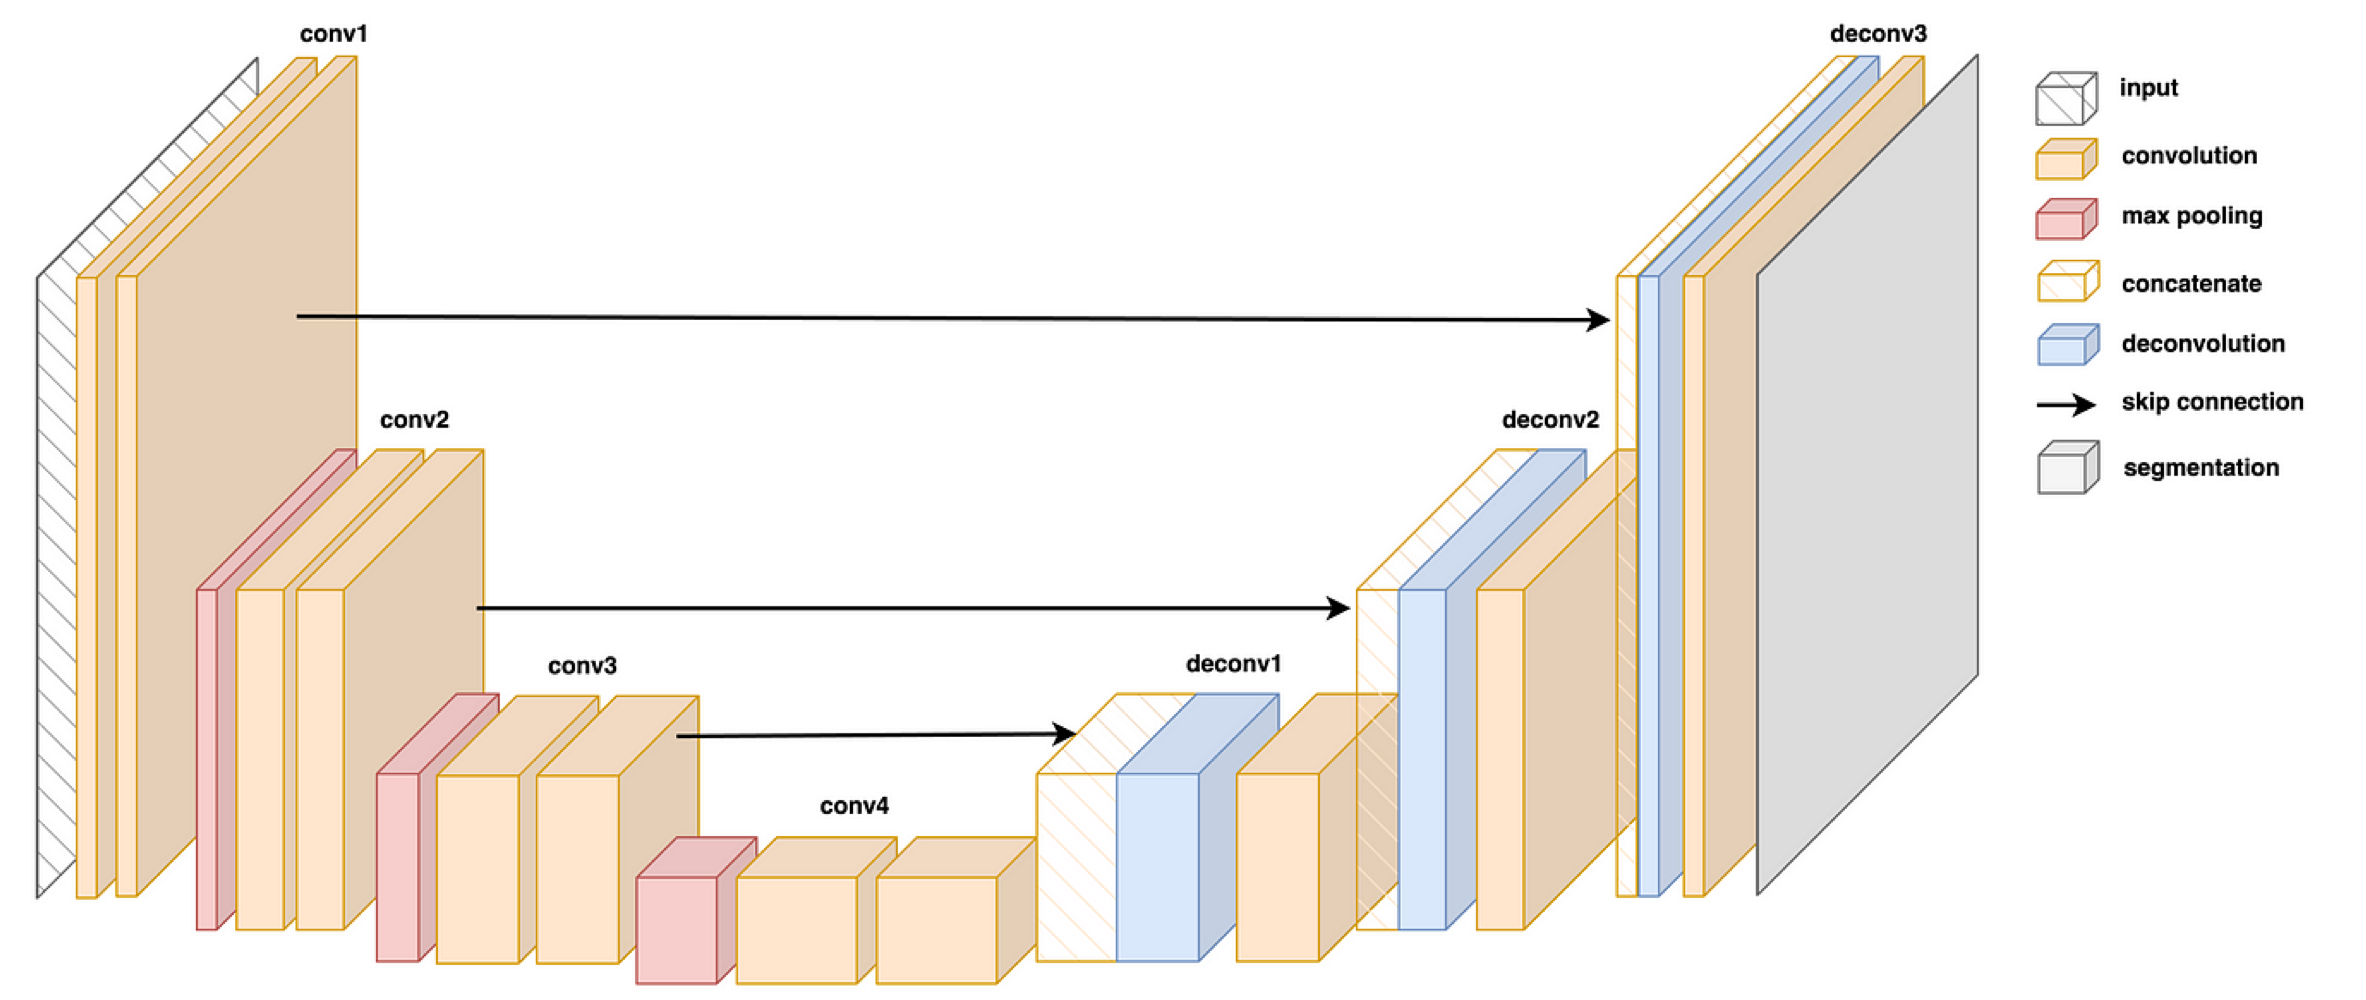 conv1
conv2
conv3
conv4
deconv1
deconv2
deconv3
input
convolution
max pooling
concatenate
deconvolution
skip connection
segmentation